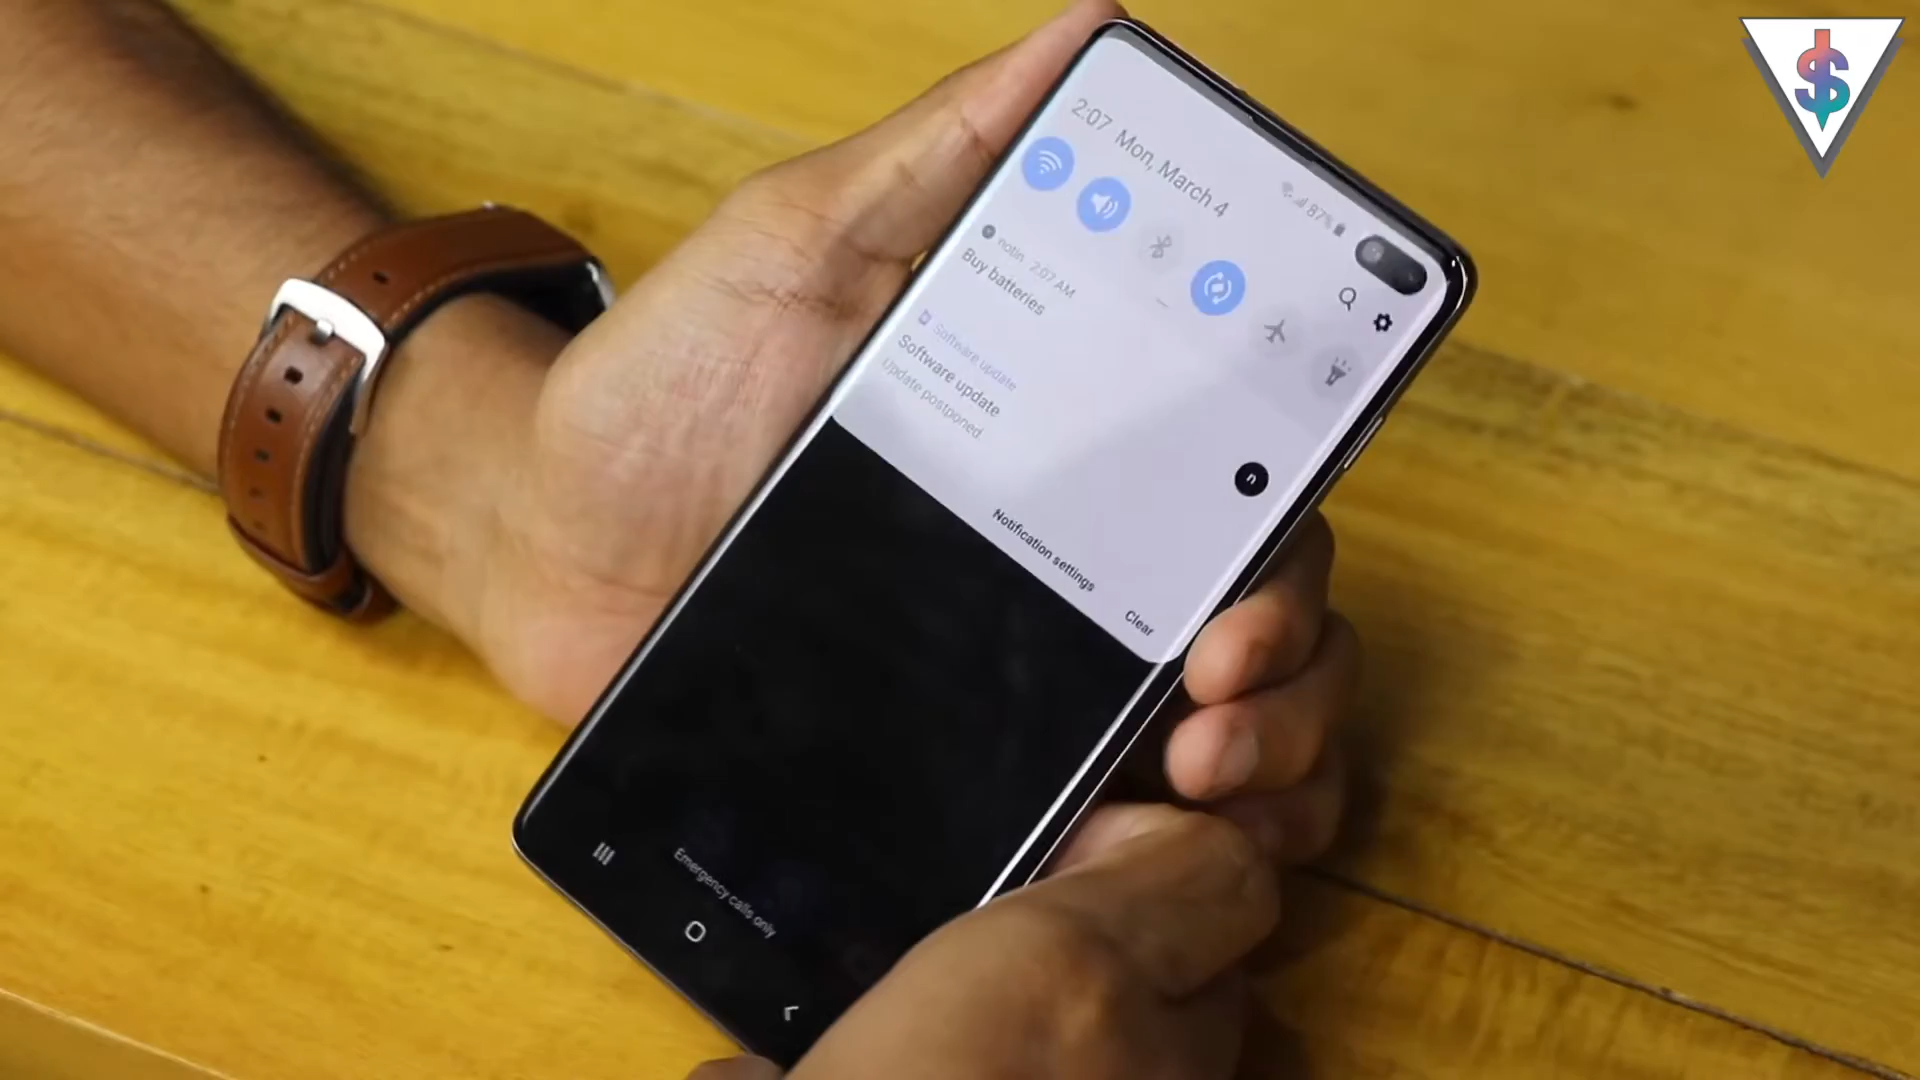 2:07 Mon, March 4
87%
notin 2:07 AM
Buy batteries
n
Software update
Software update
Update postponed
Notification settings
Clear
Emergency calls only
$